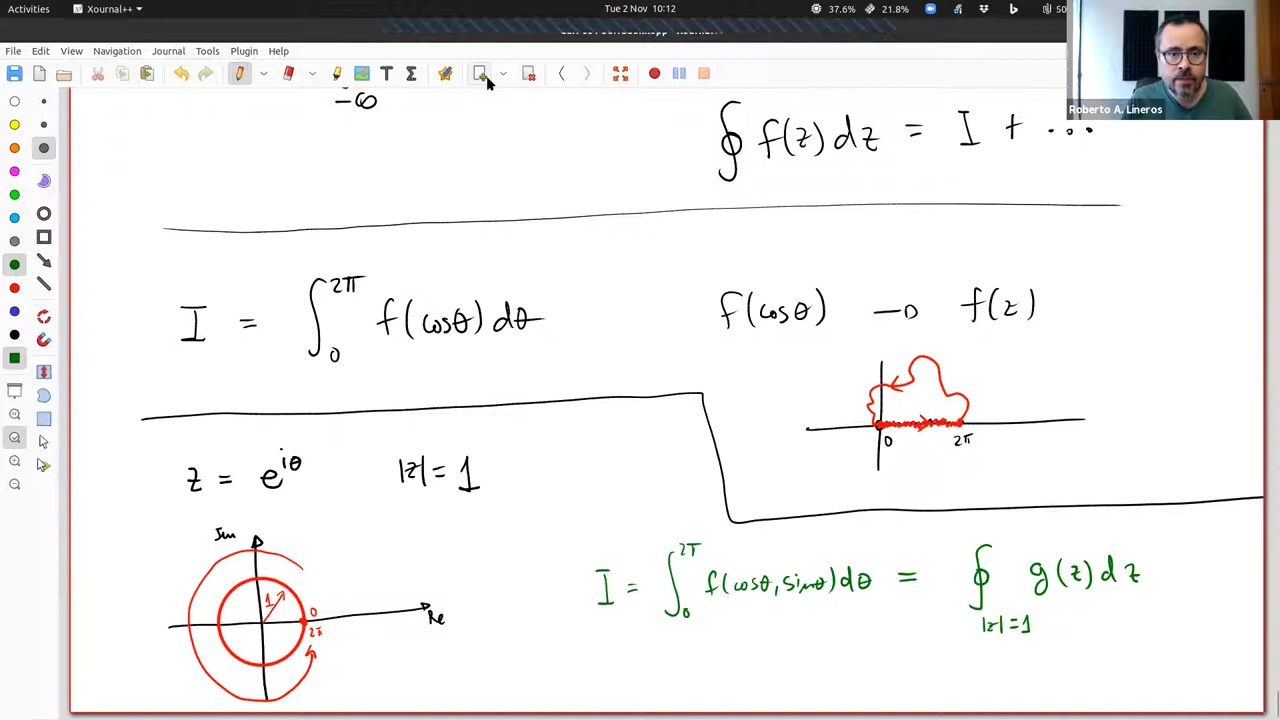 Activities Xournal++ Tue 2 Nov 10:12 37.6% 21.8%
File Edit View Navigation Journal Tools Plugin Help
Roberto A. Lineros
−∞
∮ f(z) dz = I + ...
I = ∫₀^{2π} f(cosθ) dθ
f(cosθ) —o f(z)
0 2π
z = e^{iθ} |z| = 1
Im
1
0
2π
Re
I = ∫₀^{2π} f(cosθ, sinθ) dθ = ∮_{|z|=1} g(z) dz